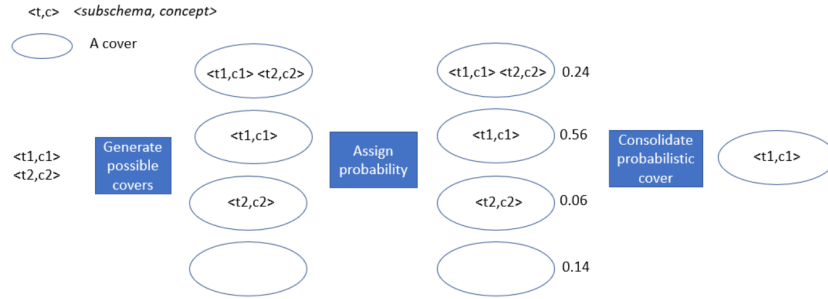 <t,c> <subschema, concept>
A cover
<t1,c1>
<t2,c2>
Generate
possible
covers
<t1,c1> <t2,c2>
<t1,c1>
<t2,c2>
Assign
probability
<t1,c1> <t2,c2> 0.24
<t1,c1> 0.56
<t2,c2> 0.06
0.14
Consolidate
probabilistic
cover
<t1,c1>